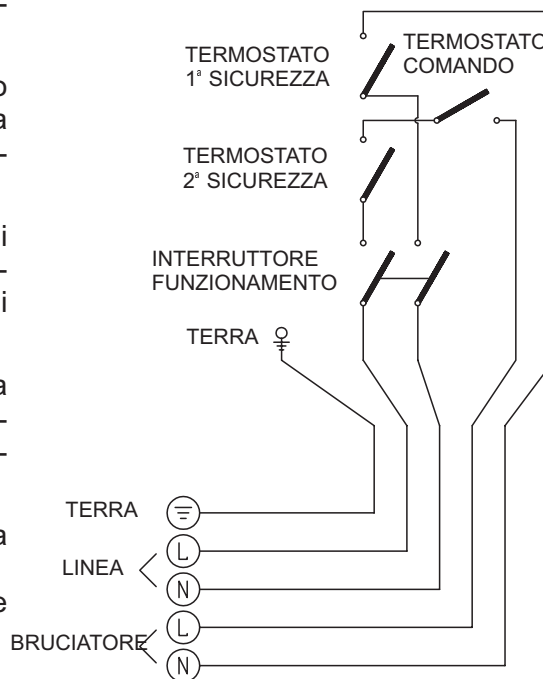 TERMOSTATO
1ª SICUREZZA
TERMOSTATO
COMANDO
TERMOSTATO
2ª SICUREZZA
INTERRUTTORE
FUNZIONAMENTO
TERRA
TERRA
LINEA
L
N
BRUCIATORE
L
N